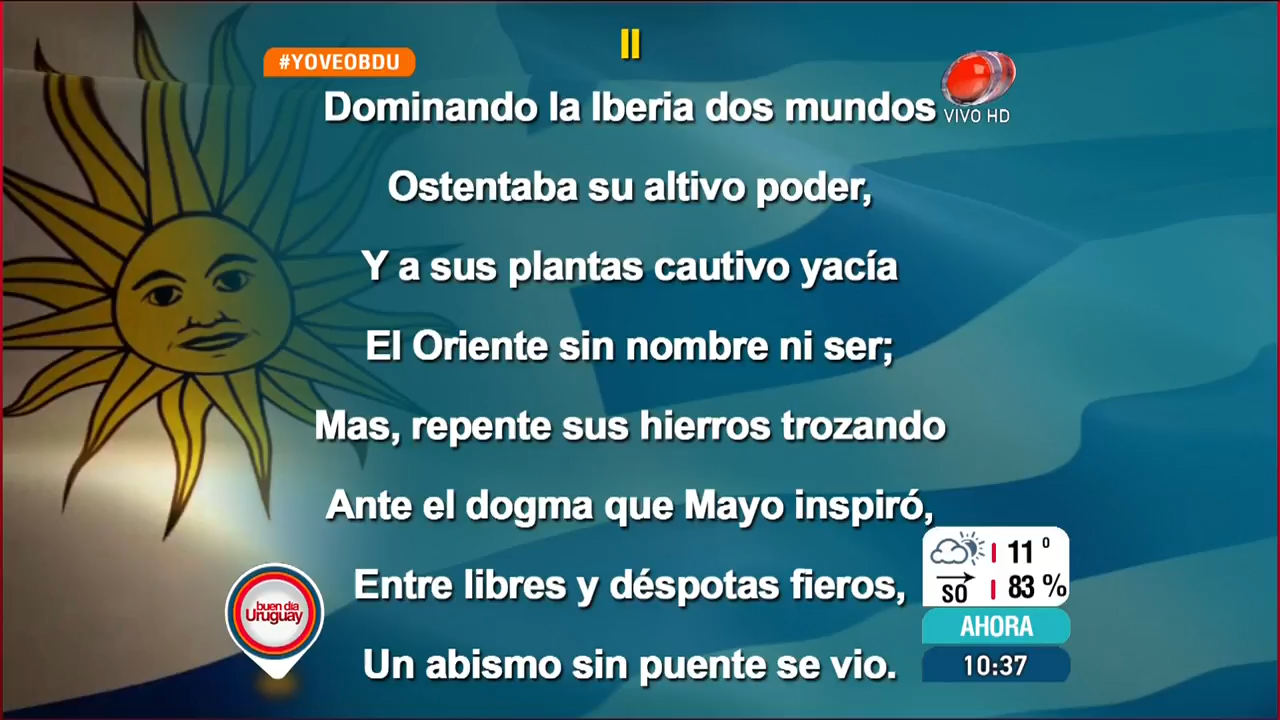 II
#YOVEOBDU
Dominando la Iberia dos mundos
VIVO HD
Ostentaba su altivo poder,
Y a sus plantas cautivo yacía
El Oriente sin nombre ni ser;
Mas, repente sus hierros trozando
Ante el dogma que Mayo inspiró,
11 º
Entre libres y déspotas fieros,
SO 83 %
buen día
Uruguay
AHORA
Un abismo sin puente se vio.
10:37